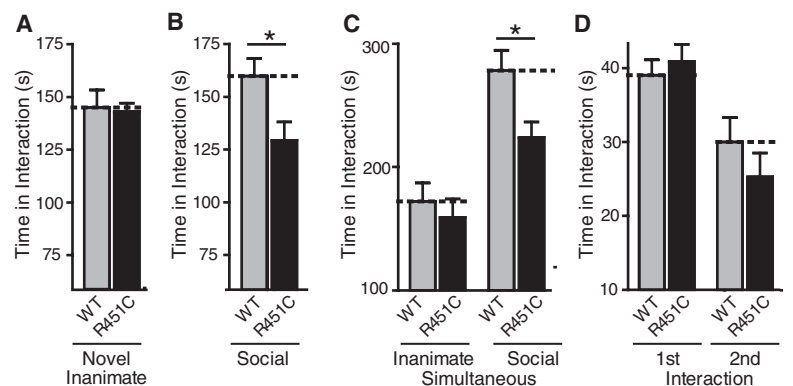 A
Time in Interaction (s)
175
150
125
100
75
WT
R451C
Novel
Inanimate
B
Time in Interaction (s)
175
150
125
100
75
*
WT
R451C
Social
C
Time in Interaction (s)
300
200
100
*
WT
R451C
WT
R451C
Inanimate
Social
Simultaneous
D
Time in Interaction (s)
40
30
20
10
WT
R451C
WT
R451C
1st
2nd
Interaction